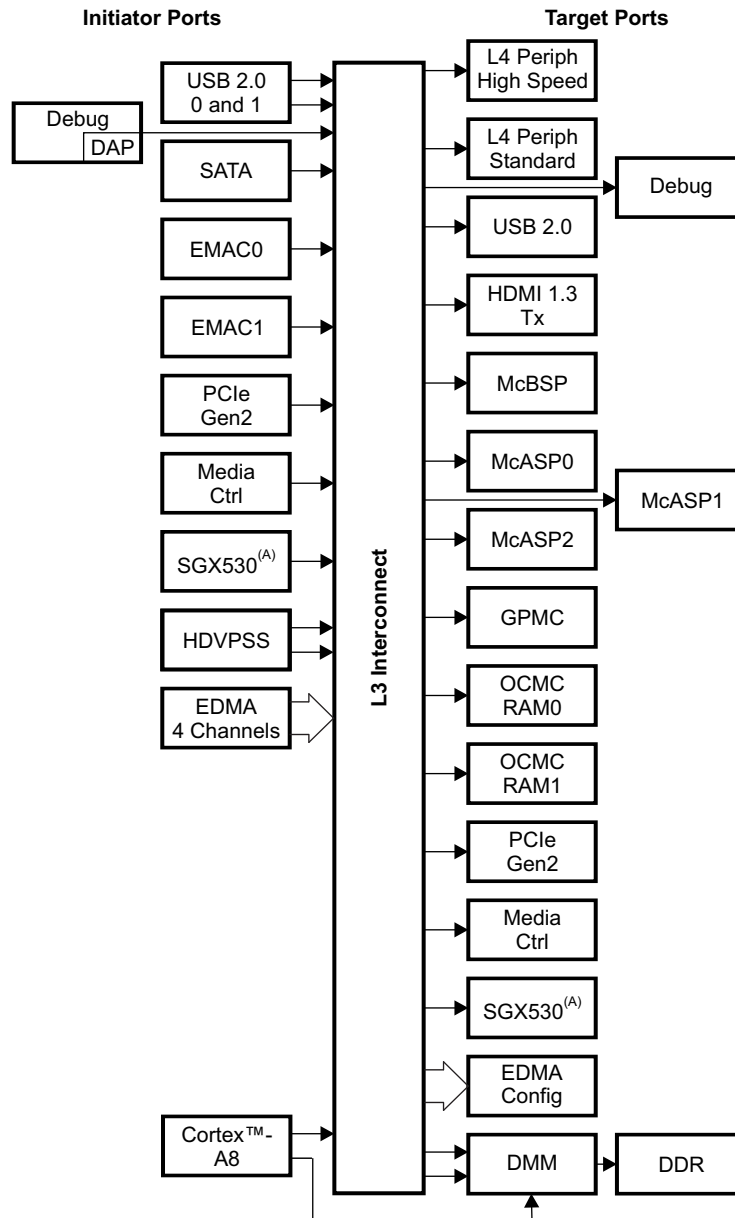 Initiator Ports
Target Ports
USB 2.0
0 and 1
Debug
DAP
SATA
EMAC0
EMAC1
PCIe
Gen2
Media
Ctrl
SGX530(A)
HDVPSS
EDMA
4 Channels
Cortex™-
A8
L3 Interconnect
L4 Periph
High Speed
L4 Periph
Standard
Debug
USB 2.0
HDMI 1.3
Tx
McBSP
McASP0
McASP1
McASP2
GPMC
OCMC
RAM0
OCMC
RAM1
PCIe
Gen2
Media
Ctrl
SGX530(A)
EDMA
Config
DMM
DDR